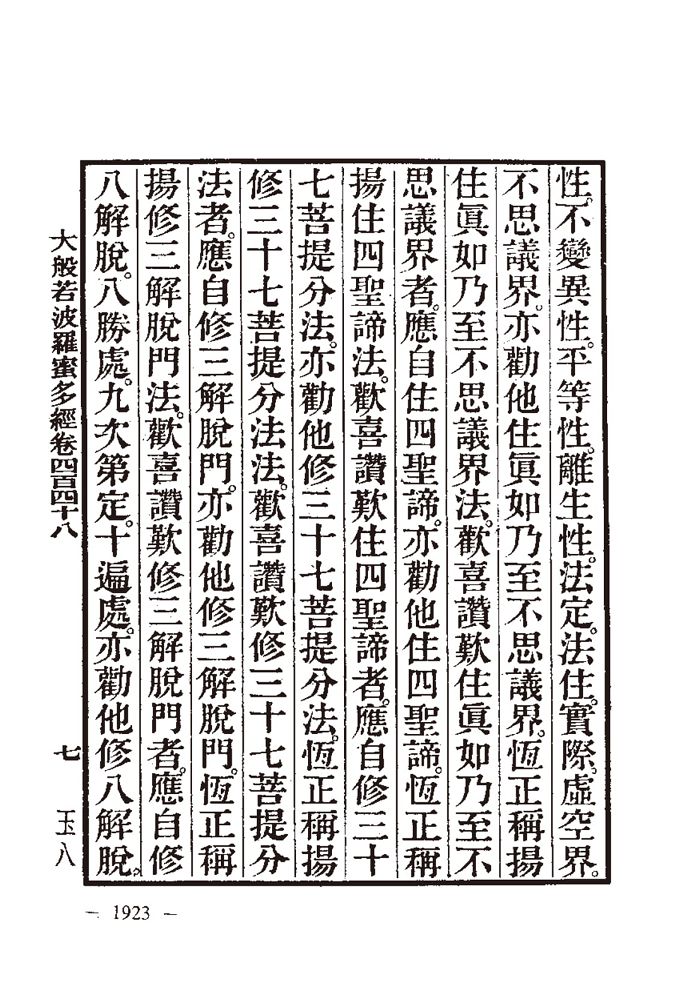 性。不變異性。平等性。離生性。法定。法住。實際。虛空界。
不思議界。亦勸他住眞如乃至不思議界。恆正稱揚
住眞如乃至不思議界法。歡喜讚歎住眞如乃至不
思議界者。應自住四聖諦。亦勸他住四聖諦。恆正稱
揚住四聖諦法。歡喜讚歎住四聖諦者。應自修三十
七菩提分法。亦勸他修三十七菩提分法。恆正稱揚
修三十七菩提分法法。歡喜讚歎修三十七菩提分
法者。應自修三解脫門。亦勸他修三解脫門。恆正稱
揚修三解脫門法。歡喜讚歎修三解脫門者。應自修
八解脫。八勝處。九次第定。十遍處。亦勸他修八解脫。
大般若波羅蜜多經卷四百四十八 七 玉八
— 1923 —